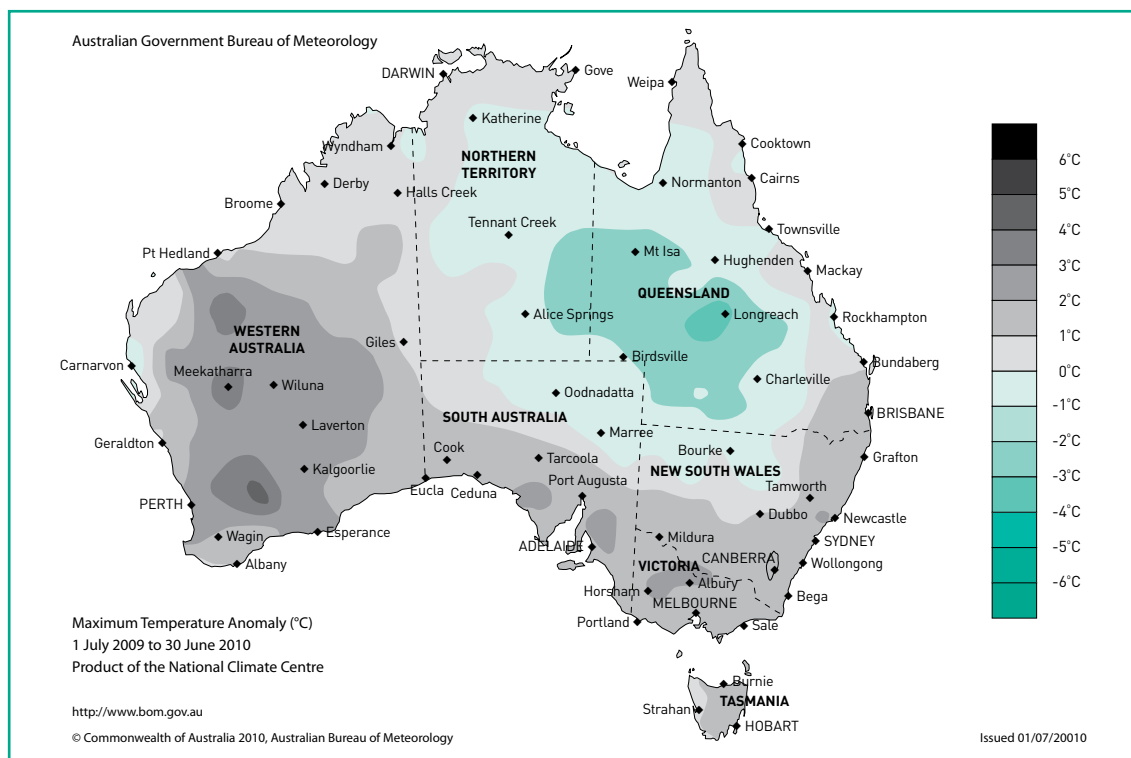 Australian Government Bureau of Meteorology
DARWIN
Gove
Weipa
Katherine
Cooktown
Wyndham
NORTHERN
TERRITORY
Cairns
Derby
Halls Creek
Normanton
Broome
Tennant Creek
Townsville
Pt Hedland
Mt Isa
Hughenden
Mackay
QUEENSLAND
WESTERN
AUSTRALIA
Alice Springs
Longreach
Rockhampton
Giles
Birdsville
Carnarvon
Bundaberg
Meekatharra
Wiluna
Oodnadatta
Charleville
SOUTH AUSTRALIA
BRISBANE
Laverton
Marree
Geraldton
Cook
Tarcoola
Bourke
Grafton
Kalgoorlie
NEW SOUTH WALES
Eucla
Ceduna
Port Augusta
Tamworth
PERTH
Dubbo
Newcastle
Wagin
Esperance
ADELAIDE
Mildura
SYDNEY
CANBERRA
Wollongong
Albany
VICTORIA
Albury
Horsham
MELBOURNE
Bega
Portland
Sale
Burnie
TASMANIA
Strahan
HOBART
6°C
5°C
4°C
3°C
2°C
1°C
0°C
-1°C
-2°C
-3°C
-4°C
-5°C
-6°C
Maximum Temperature Anomaly (°C)
1 July 2009 to 30 June 2010
Product of the National Climate Centre
http://www.bom.gov.au
© Commonwealth of Australia 2010, Australian Bureau of Meteorology
Issued 01/07/20010